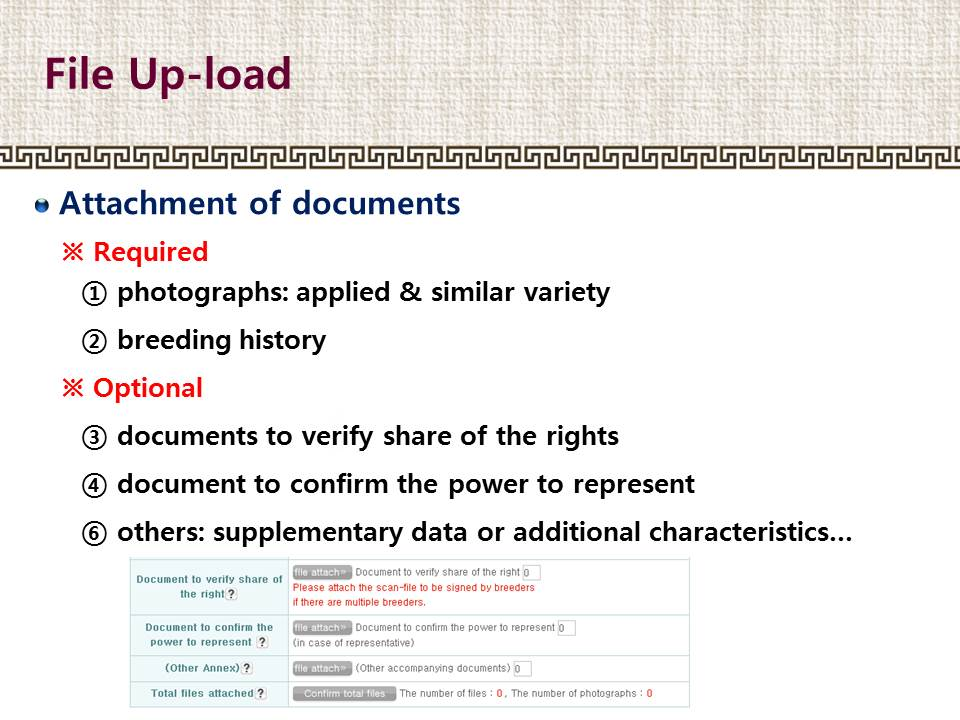 File Up-load
Attachment of documents
※ Required
① photographs: applied & similar variety
② breeding history
※ Optional
③ documents to verify share of the rights
④ document to confirm the power to represent
⑥ others: supplementary data or additional characteristics...
Document to verify share of the right ?
file attach» Document to verify share of the right 0
Please attach the scan-file to be signed by breeders
if there are multiple breeders.
Document to confirm the power to represent ?
file attach» Document to confirm the power to represent 0
(in case of representative)
(Other Annex) ?
file attach» (Other accompanying documents) 0
Total files attached ?
Confirm total files The number of files : 0 , The number of photographs : 0